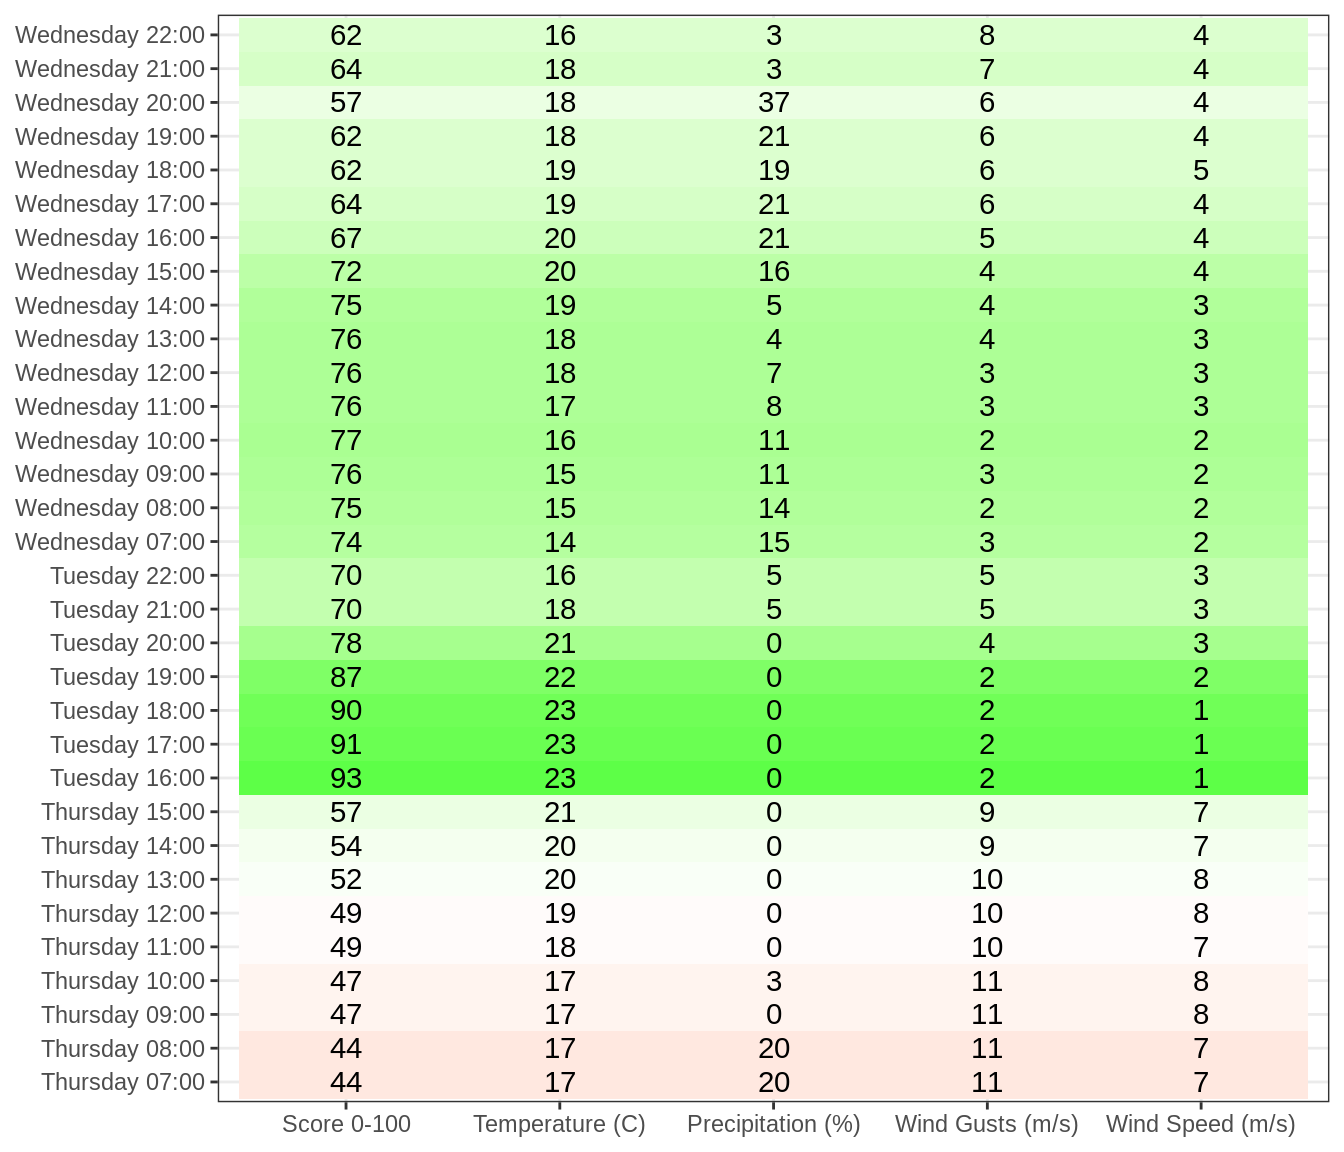 Wednesday 22:00 62 16 3 8 4
Wednesday 21:00 64 18 3 7 4
Wednesday 20:00 57 18 37 6 4
Wednesday 19:00 62 18 21 6 4
Wednesday 18:00 62 19 19 6 5
Wednesday 17:00 64 19 21 6 4
Wednesday 16:00 67 20 21 5 4
Wednesday 15:00 72 20 16 4 4
Wednesday 14:00 75 19 5 4 3
Wednesday 13:00 76 18 4 4 3
Wednesday 12:00 76 18 7 3 3
Wednesday 11:00 76 17 8 3 3
Wednesday 10:00 77 16 11 2 2
Wednesday 09:00 76 15 11 3 2
Wednesday 08:00 75 15 14 2 2
Wednesday 07:00 74 14 15 3 2
Tuesday 22:00 70 16 5 5 3
Tuesday 21:00 70 18 5 5 3
Tuesday 20:00 78 21 0 4 3
Tuesday 19:00 87 22 0 2 2
Tuesday 18:00 90 23 0 2 1
Tuesday 17:00 91 23 0 2 1
Tuesday 16:00 93 23 0 2 1
Thursday 15:00 57 21 0 9 7
Thursday 14:00 54 20 0 9 7
Thursday 13:00 52 20 0 10 8
Thursday 12:00 49 19 0 10 8
Thursday 11:00 49 18 0 10 7
Thursday 10:00 47 17 3 11 8
Thursday 09:00 47 17 0 11 8
Thursday 08:00 44 17 20 11 7
Thursday 07:00 44 17 20 11 7
Score 0-100 Temperature (C) Precipitation (%) Wind Gusts (m/s) Wind Speed (m/s)